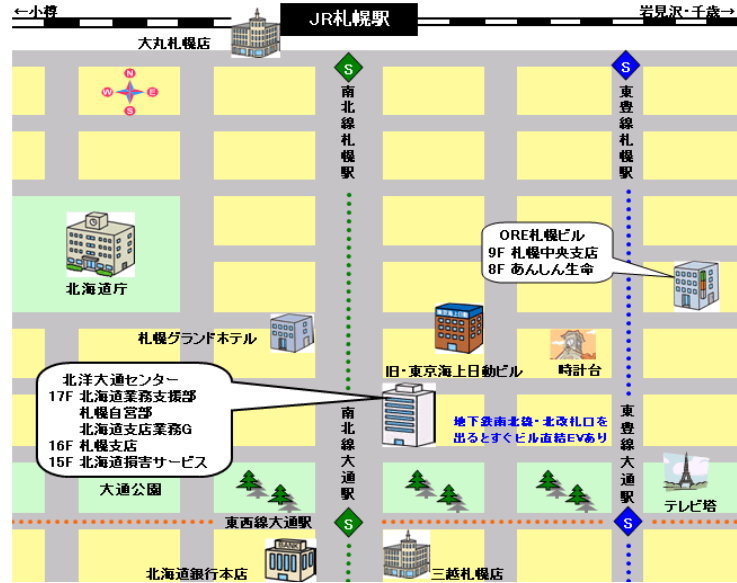 ←小樽
JR札幌駅
岩見沢・千歳→
大丸札幌店
N
W E
S
S
S
南北線札幌駅
東豊線札幌駅
ORE札幌ビル
9F 札幌中央支店
8F あんしん生命
北海道庁
東京海上日動
札幌グランドホテル
旧・東京海上日動ビル
時計台
北洋大通センター
17F 北海道業務支援部
札幌自営部
北海道支店業務G
16F 札幌支店
15F 北海道損害サービス
南北線大通駅
地下鉄南北線・北改札口を
出るとすぐビル直結EVあり
東豊線大通駅
大通公園
テレビ塔
東西線大通駅
S
S
BANK
北海道銀行本店
三越札幌店